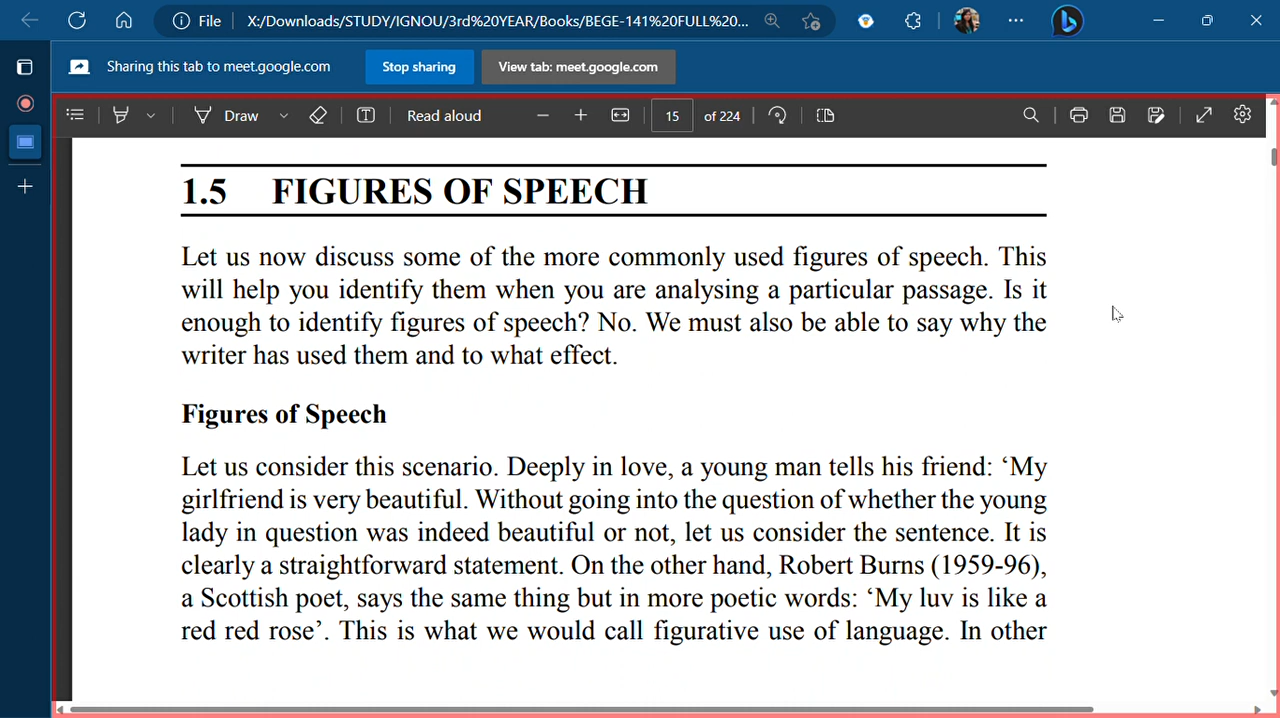 File
X:/Downloads/STUDY/IGNOU/3rd%20YEAR/Books/BEGE-141%20FULL%20...
Sharing this tab to meet.google.com
Stop sharing
View tab: meet.google.com
Draw
Read aloud
15
of 224
1.5 FIGURES OF SPEECH
Let us now discuss some of the more commonly used figures of speech. This
will help you identify them when you are analysing a particular passage. Is it
enough to identify figures of speech? No. We must also be able to say why the
writer has used them and to what effect.
Figures of Speech
Let us consider this scenario. Deeply in love, a young man tells his friend: ‘My
girlfriend is very beautiful. Without going into the question of whether the young
lady in question was indeed beautiful or not, let us consider the sentence. It is
clearly a straightforward statement. On the other hand, Robert Burns (1959-96),
a Scottish poet, says the same thing but in more poetic words: ‘My luv is like a
red red rose’. This is what we would call figurative use of language. In other